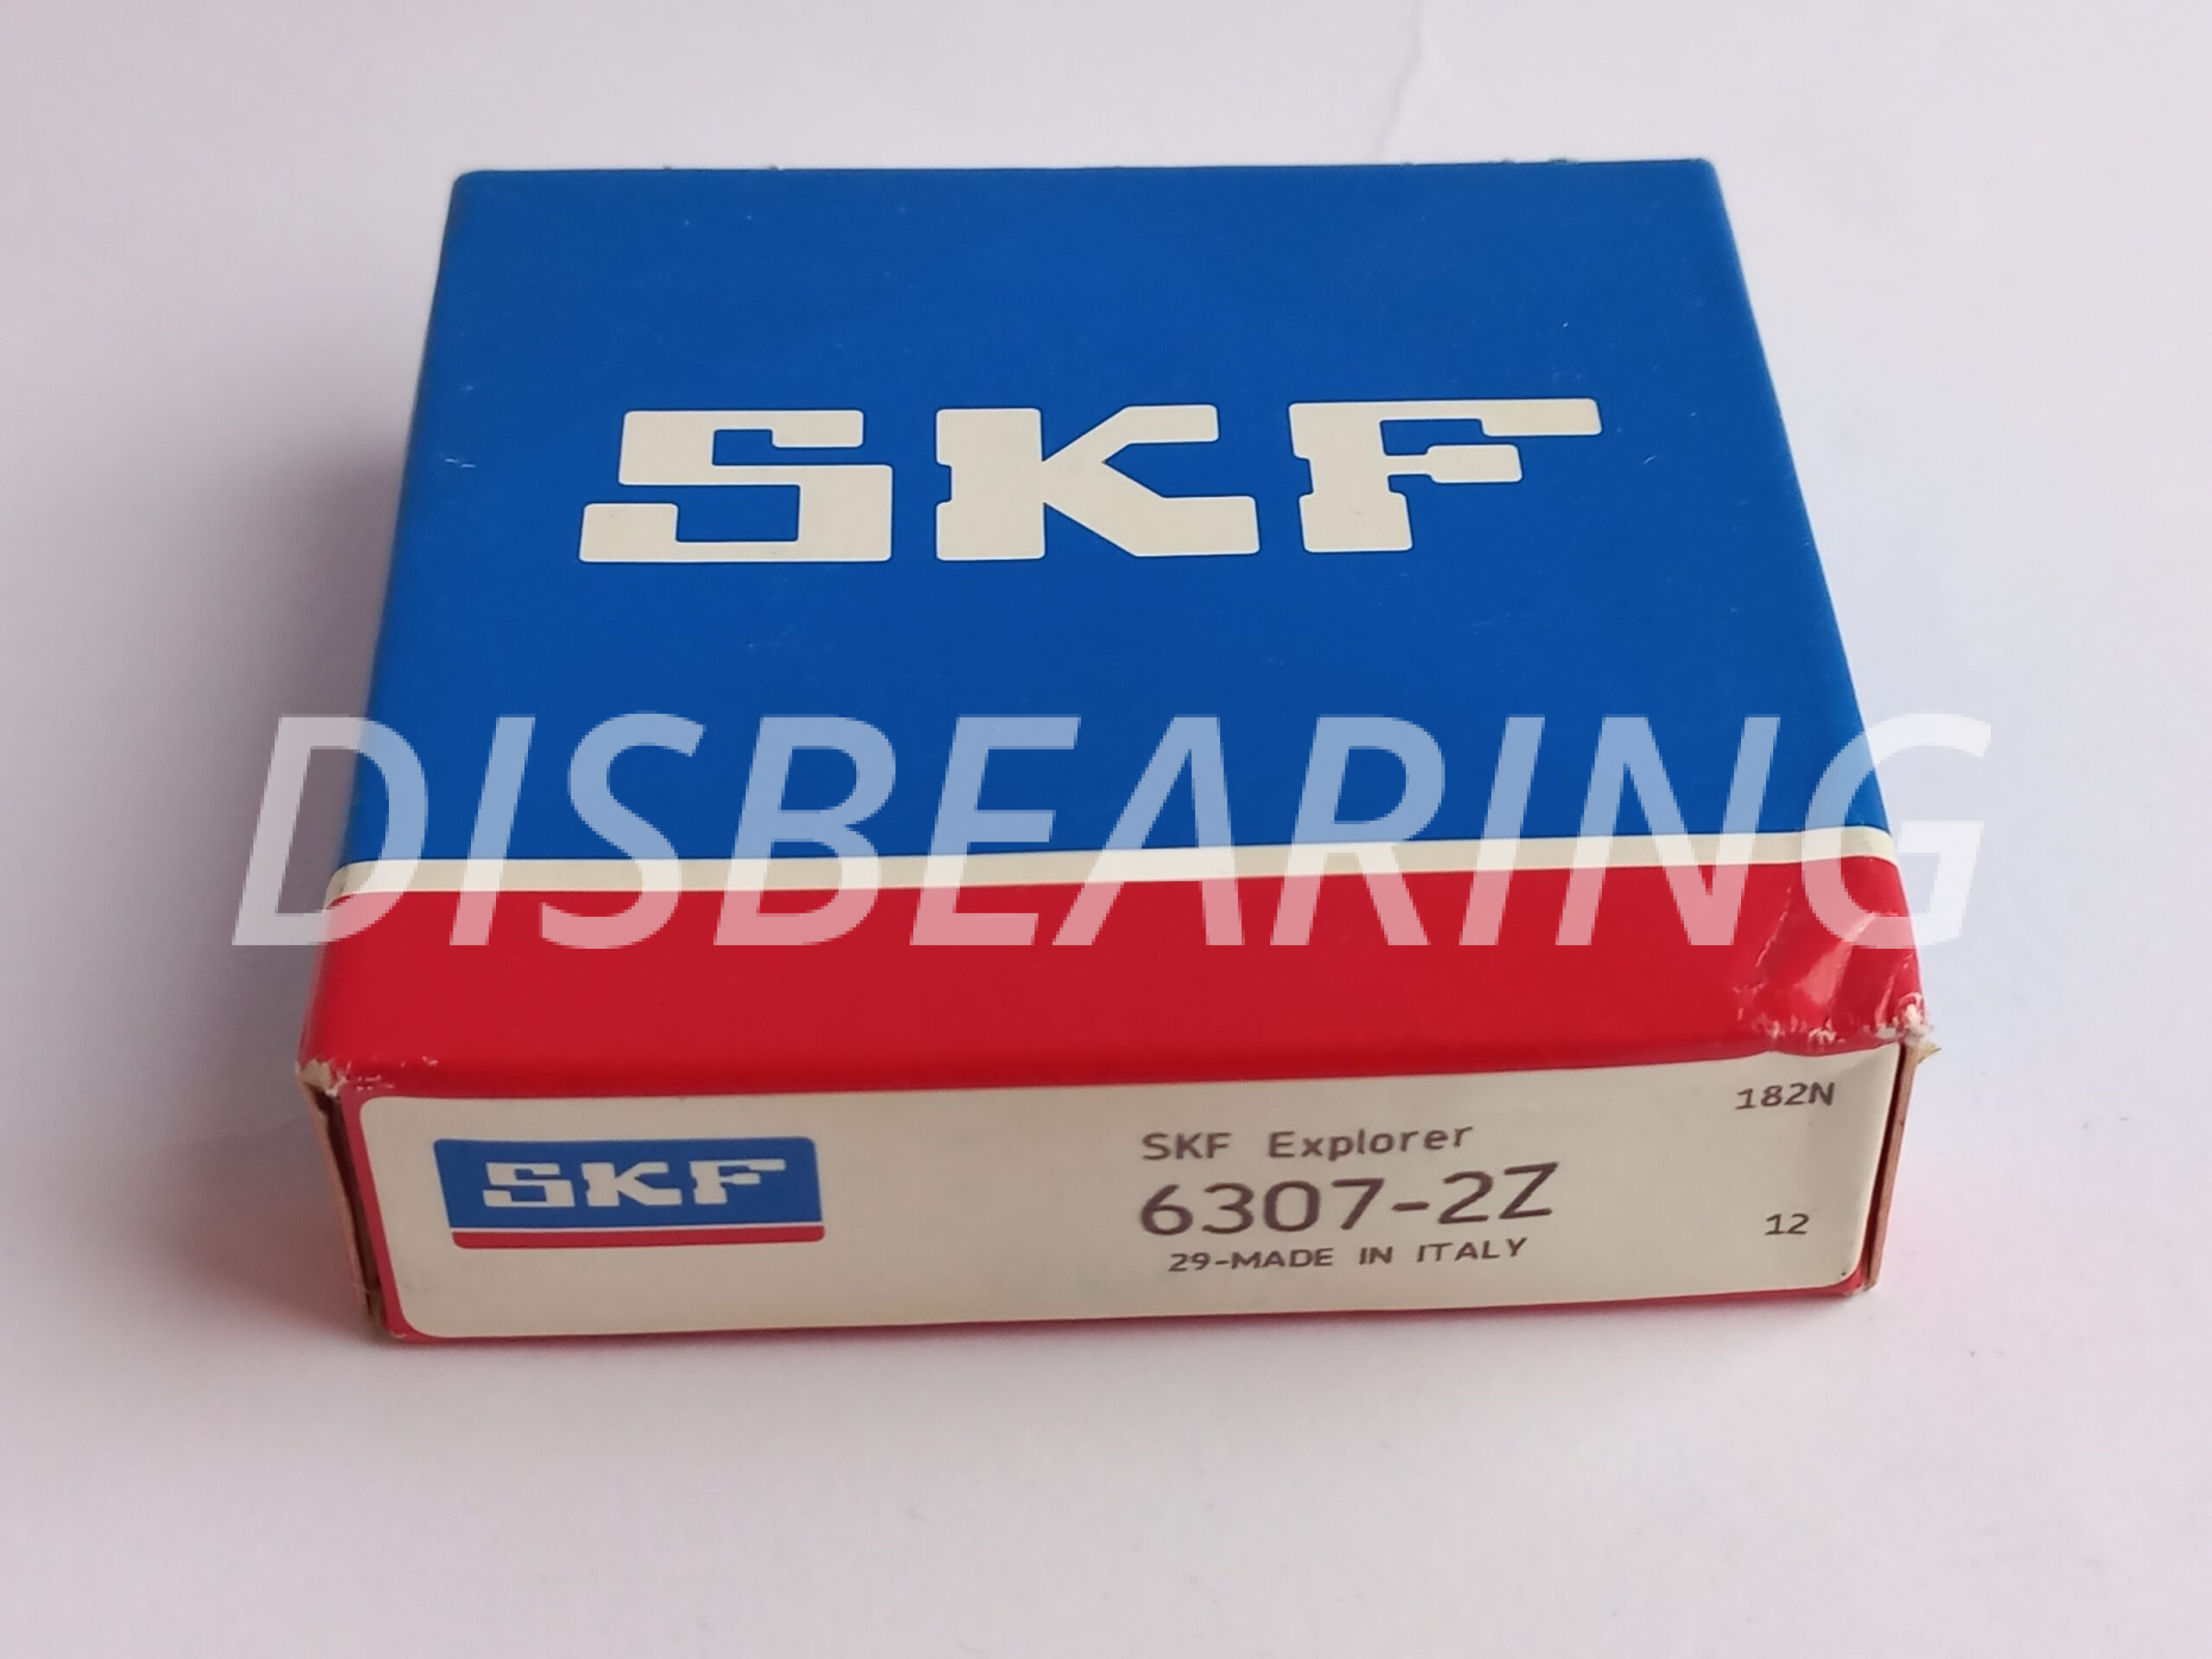 SKF
DISBEARING
182N
SKF Explorer
SKF
6307-2Z
12
29-MADE IN ITALY